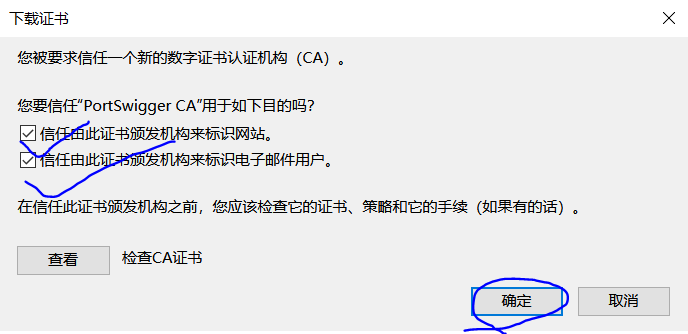 下载证书
您被要求信任一个新的数字证书认证机构（CA）。
您要信任“PortSwigger CA”用于如下目的吗？
信任由此证书颁发机构来标识网站。
信任由此证书颁发机构来标识电子邮件用户。
在信任此证书颁发机构之前，您应该检查它的证书、策略和它的手续（如果有的话）。
查看 检查CA证书
确定 取消